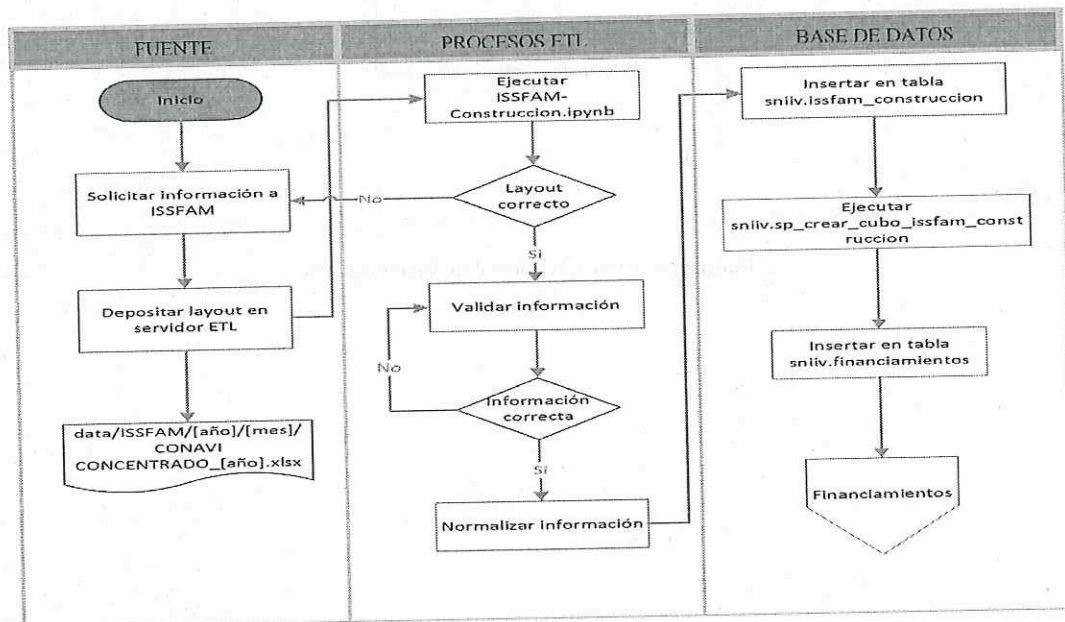 FUENTE
PROCESOS ETL
BASE DE DATOS
Inicio
Solicitar información a
ISSFAM
Depositar layout en
servidor ETL
data/ISSFAM/[año]/[mes]/
CONAVI
CONCENTRADO_[año].xlsx
Ejecutar
ISSFAM-
Construccion.ipynb
Layout
correcto
No
Si
Validar información
No
Información
correcta
Si
Normalizar información
Insertar en tabla
sniiv.issfam_construccion
Ejecutar
sniiv.sp_crear_cubo_issfam_const
ruccion
Insertar en tabla
sniiv.financiamientos
Financiamientos